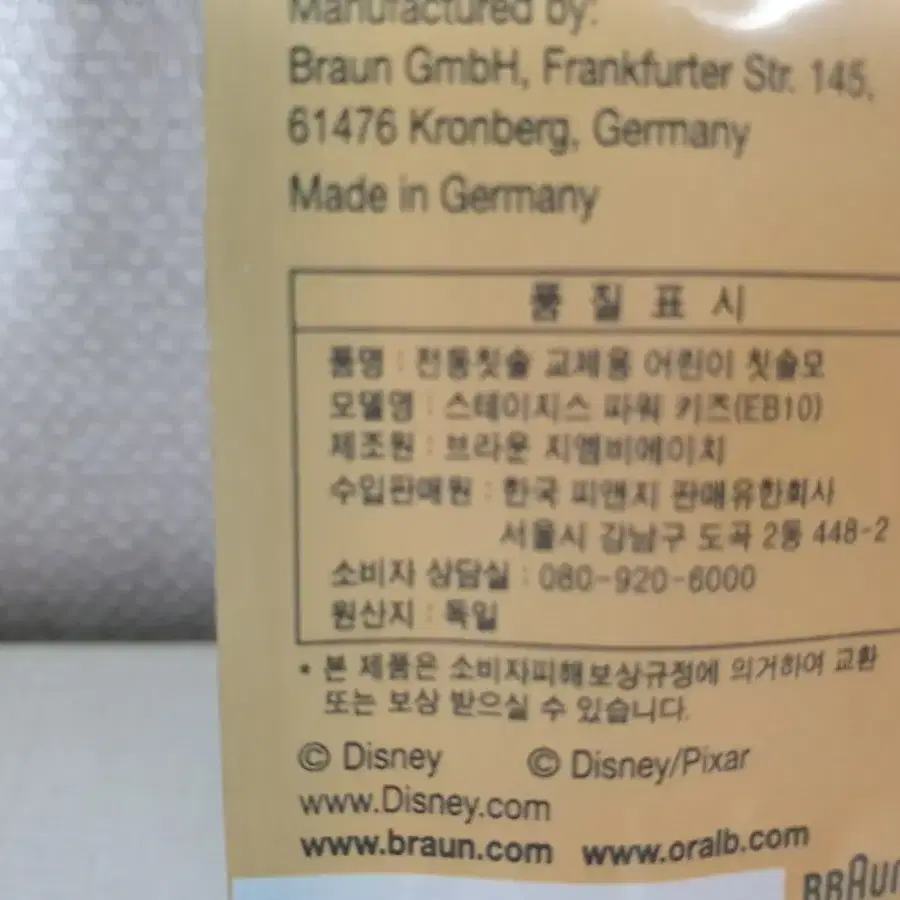 Manufactured by:
Braun GmbH, Frankfurter Str. 145,
61476 Kronberg, Germany
Made in Germany
품 질 표 시
품명 : 전동칫솔 교체용 어린이 칫솔모
모델명 : 스테이지스 파워 키즈(EB10)
제조원 : 브라운 지엠비에이치
수입판매원 : 한국 피앤지 판매유한회사
서울시 강남구 도곡 2동 448-2
소비자 상담실 : 080-920-6000
원산지 : 독일
* 본 제품은 소비자피해보상규정에 의거하여 교환
또는 보상 받으실 수 있습니다.
© Disney © Disney/Pixar
www.Disney.com
www.braun.com www.oralb.com
BRAUN